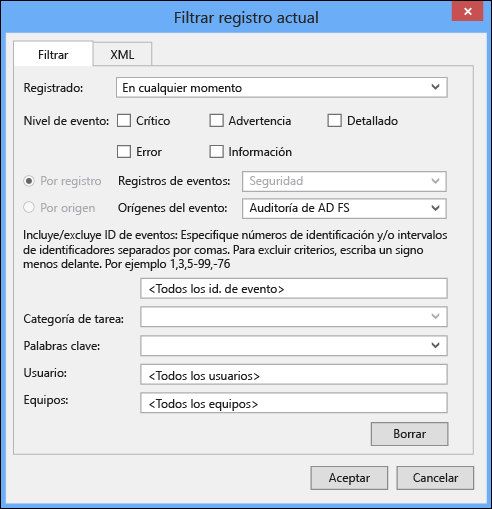 Filtrar registro actual
Filtrar XML
Registrado: En cualquier momento
Nivel de evento: Crítico Advertencia Detallado
Error Información
Por registro Registros de eventos: Seguridad
Por origen Orígenes del evento: Auditoría de AD FS
Incluye/excluye ID de eventos: Especifique números de identificación y/o intervalos
de identificadores separados por comas. Para excluir criterios, escriba un signo
menos delante. Por ejemplo 1,3,5-99,-76
<Todos los id. de evento>
Categoría de tarea:
Palabras clave:
Usuario: <Todos los usuarios>
Equipos: <Todos los equipos>
Borrar
Aceptar Cancelar